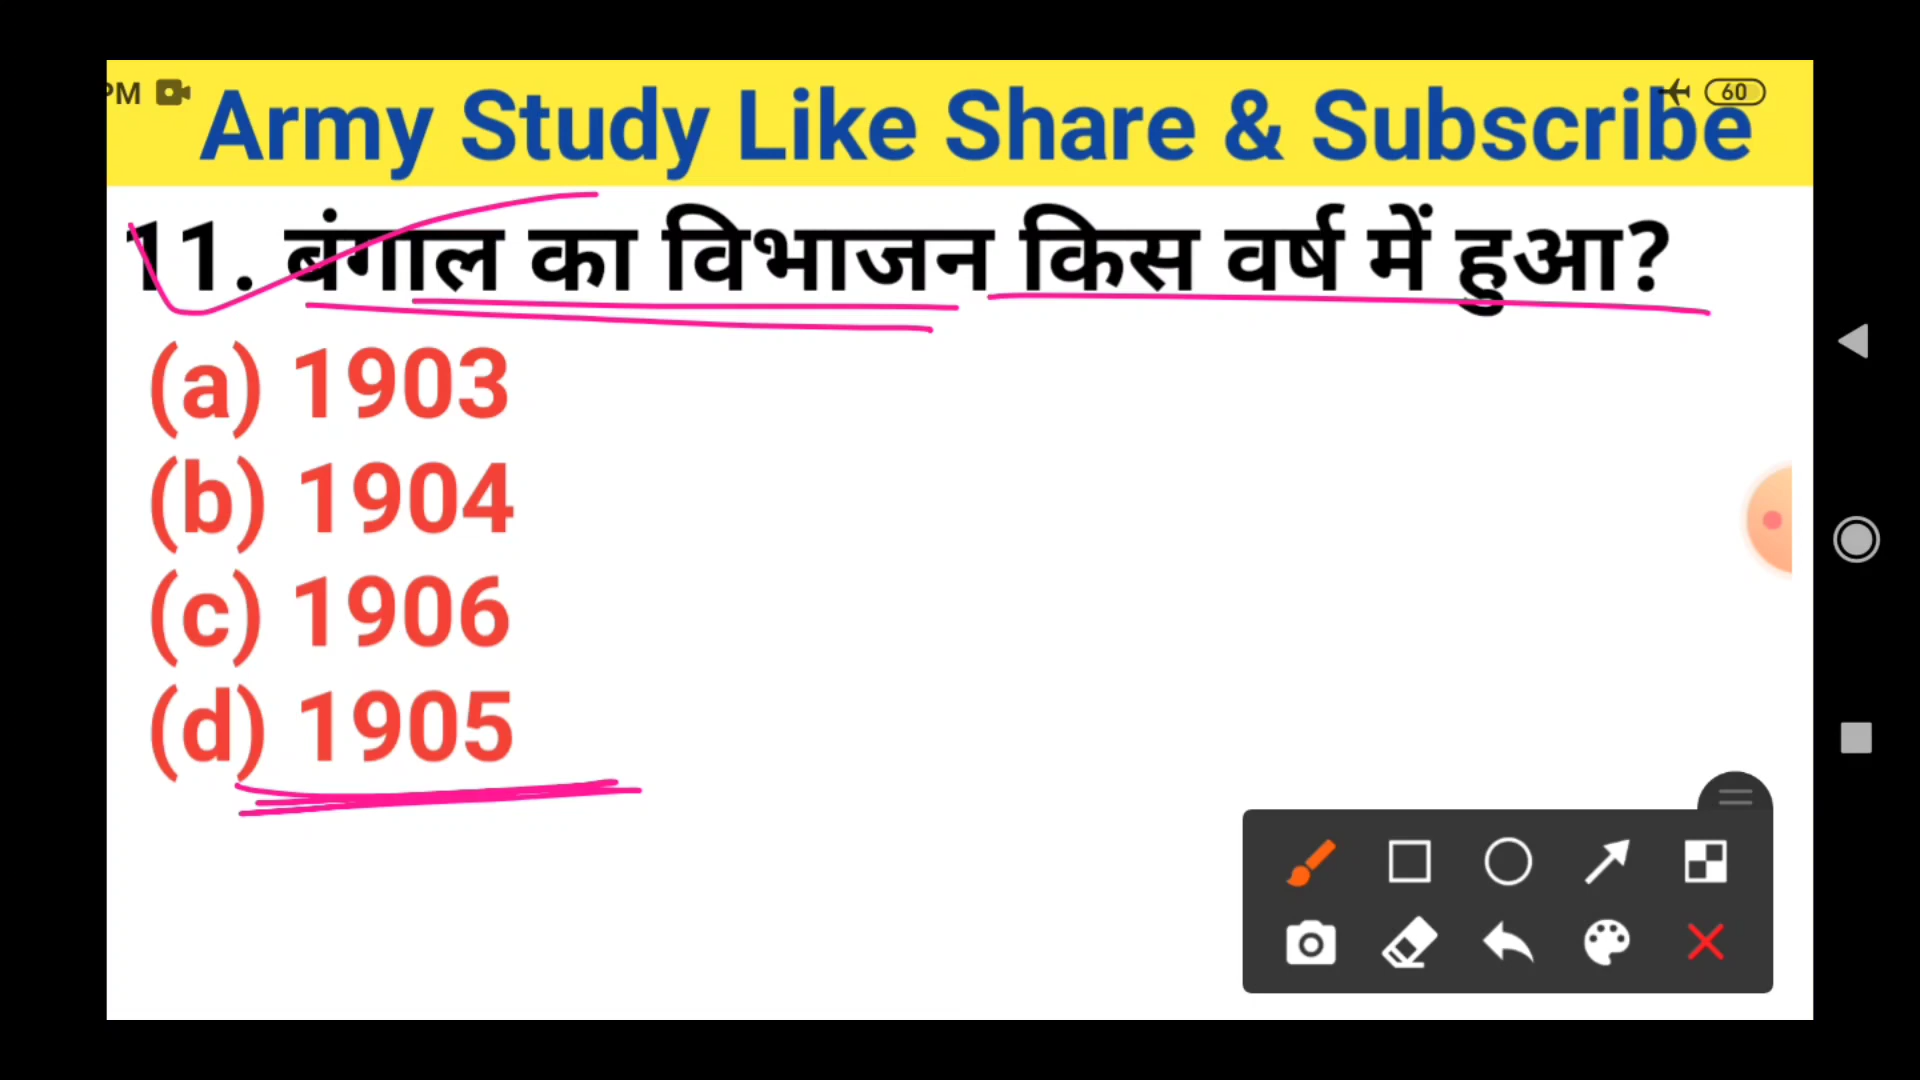 PM
60
Army Study Like Share & Subscribe
11. बंगाल का विभाजन किस वर्ष में हुआ?
(a) 1903
(b) 1904
(c) 1906
(d) 1905